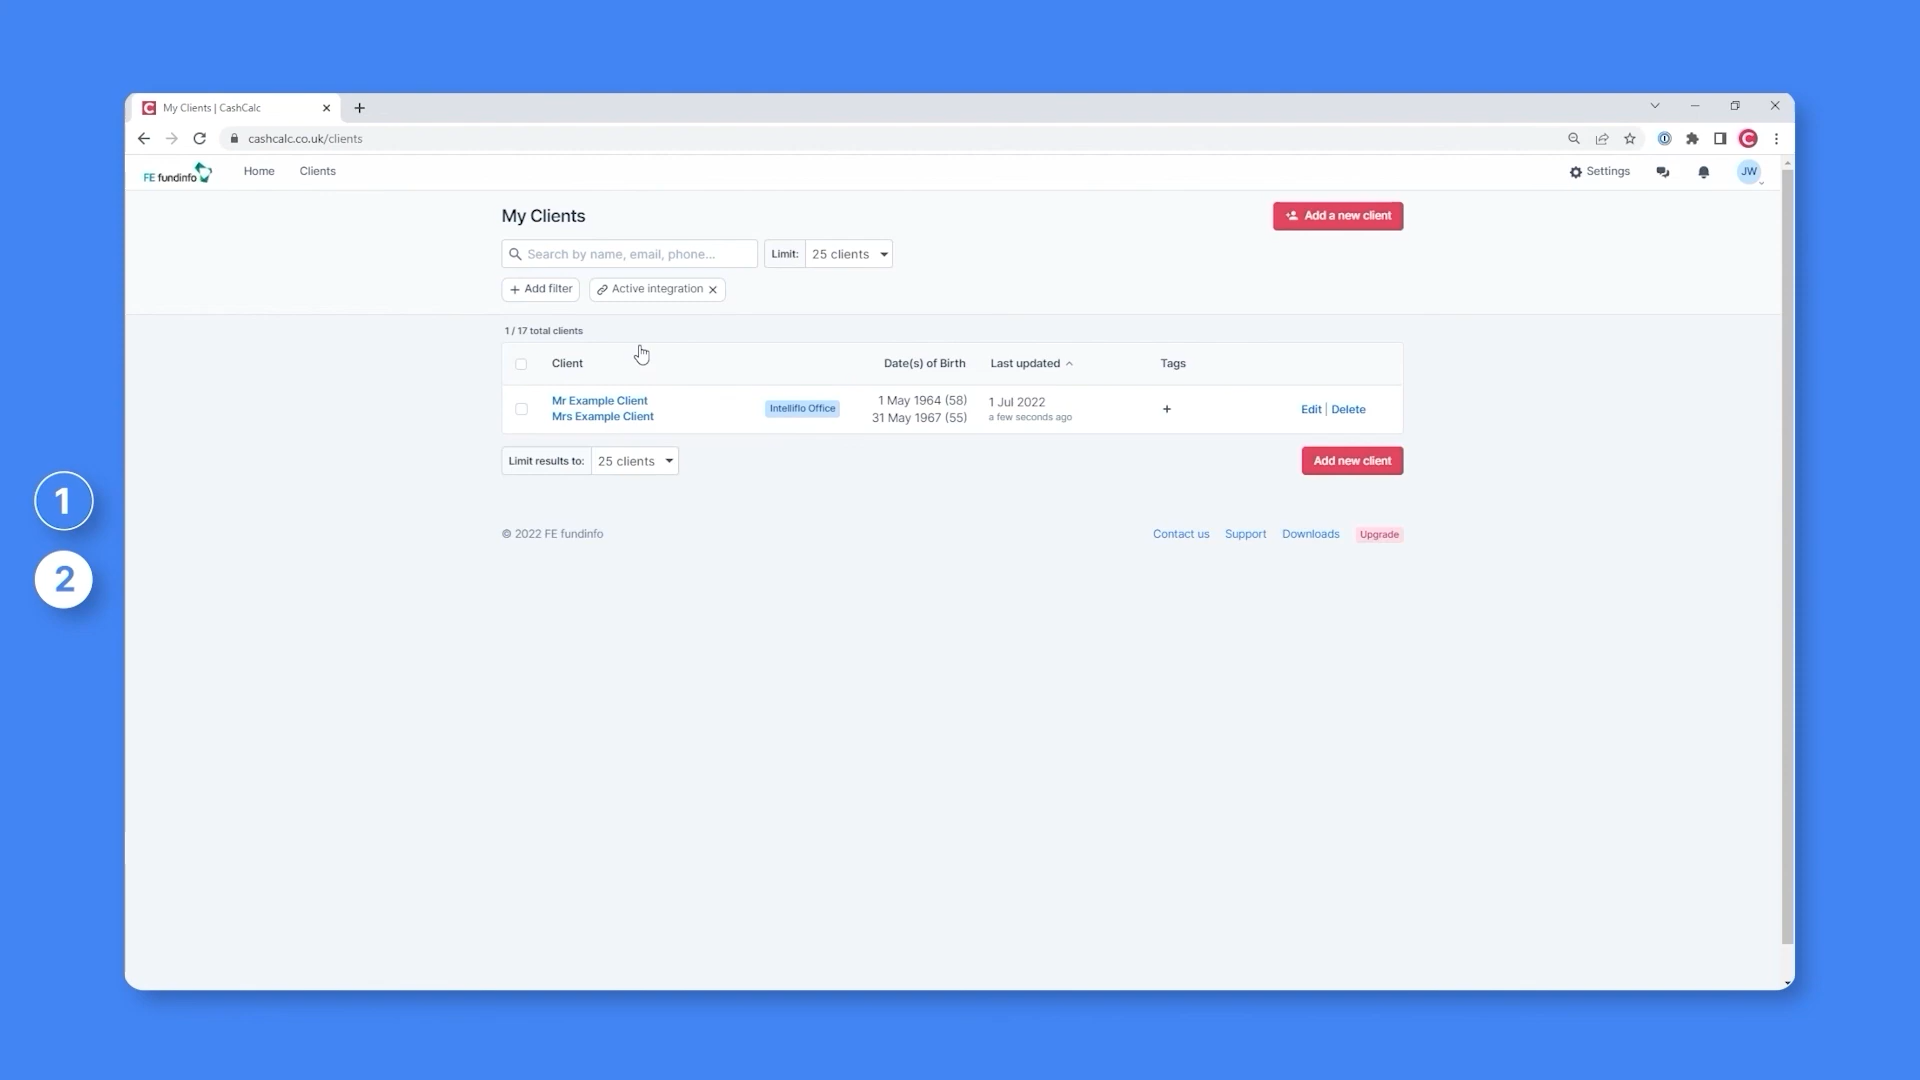 My Clients | CashCalc
cashcalc.co.uk/clients
FE fundinfo Home Clients Settings JW
My Clients Add a new client
Search by name, email, phone... Limit: 25 clients
Add filter Active integration
1 / 17 total clients
Client Date(s) of Birth Last updated Tags
Mr Example Client 1 May 1964 (58) 1 Jul 2022
Mrs Example Client Intelliflo Office 31 May 1967 (55) a few seconds ago + Edit | Delete
Limit results to: 25 clients Add new client
© 2022 FE fundinfo Contact us Support Downloads Upgrade
1
2